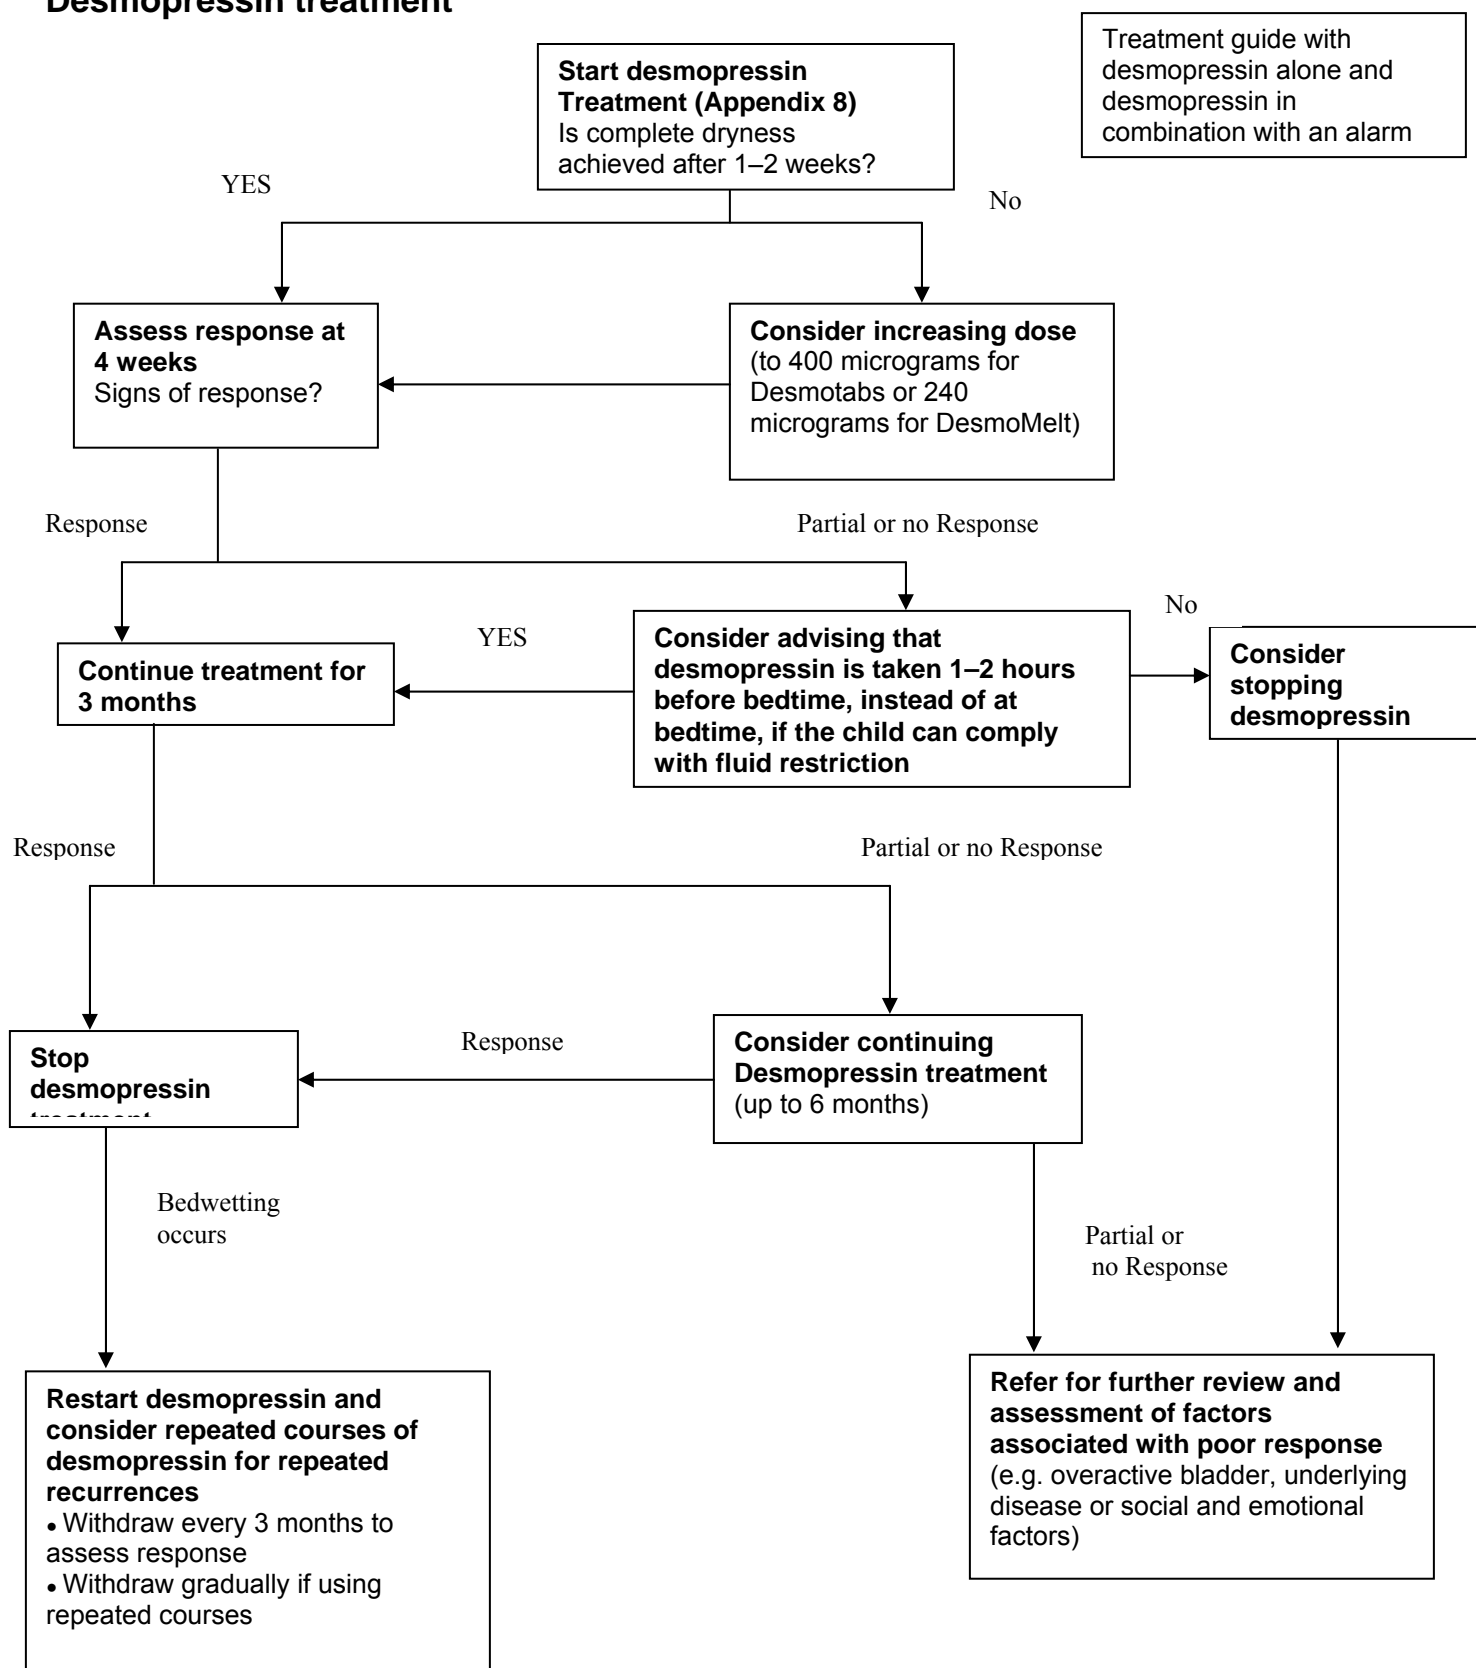 Desmopressin treatment
Treatment guide with
desmopressin alone and
desmopressin in
combination with an alarm
Start desmopressin
Treatment (Appendix 8)
Is complete dryness
achieved after 1–2 weeks?
YES
No
Assess response at
4 weeks
Signs of response?
Consider increasing dose
(to 400 micrograms for
Desmotabs or 240
micrograms for DesmoMelt)
Response
Partial or no Response
Continue treatment for
3 months
YES
Consider advising that
desmopressin is taken 1–2 hours
before bedtime, instead of at
bedtime, if the child can comply
with fluid restriction
No
Consider
stopping
desmopressin
Response
Partial or no Response
Stop
desmopressin
treatment
Response
Consider continuing
Desmopressin treatment
(up to 6 months)
Bedwetting
occurs
Partial or
no Response
Restart desmopressin and
consider repeated courses of
desmopressin for repeated
recurrences
• Withdraw every 3 months to
assess response
• Withdraw gradually if using
repeated courses
Refer for further review and
assessment of factors
associated with poor response
(e.g. overactive bladder, underlying
disease or social and emotional
factors)